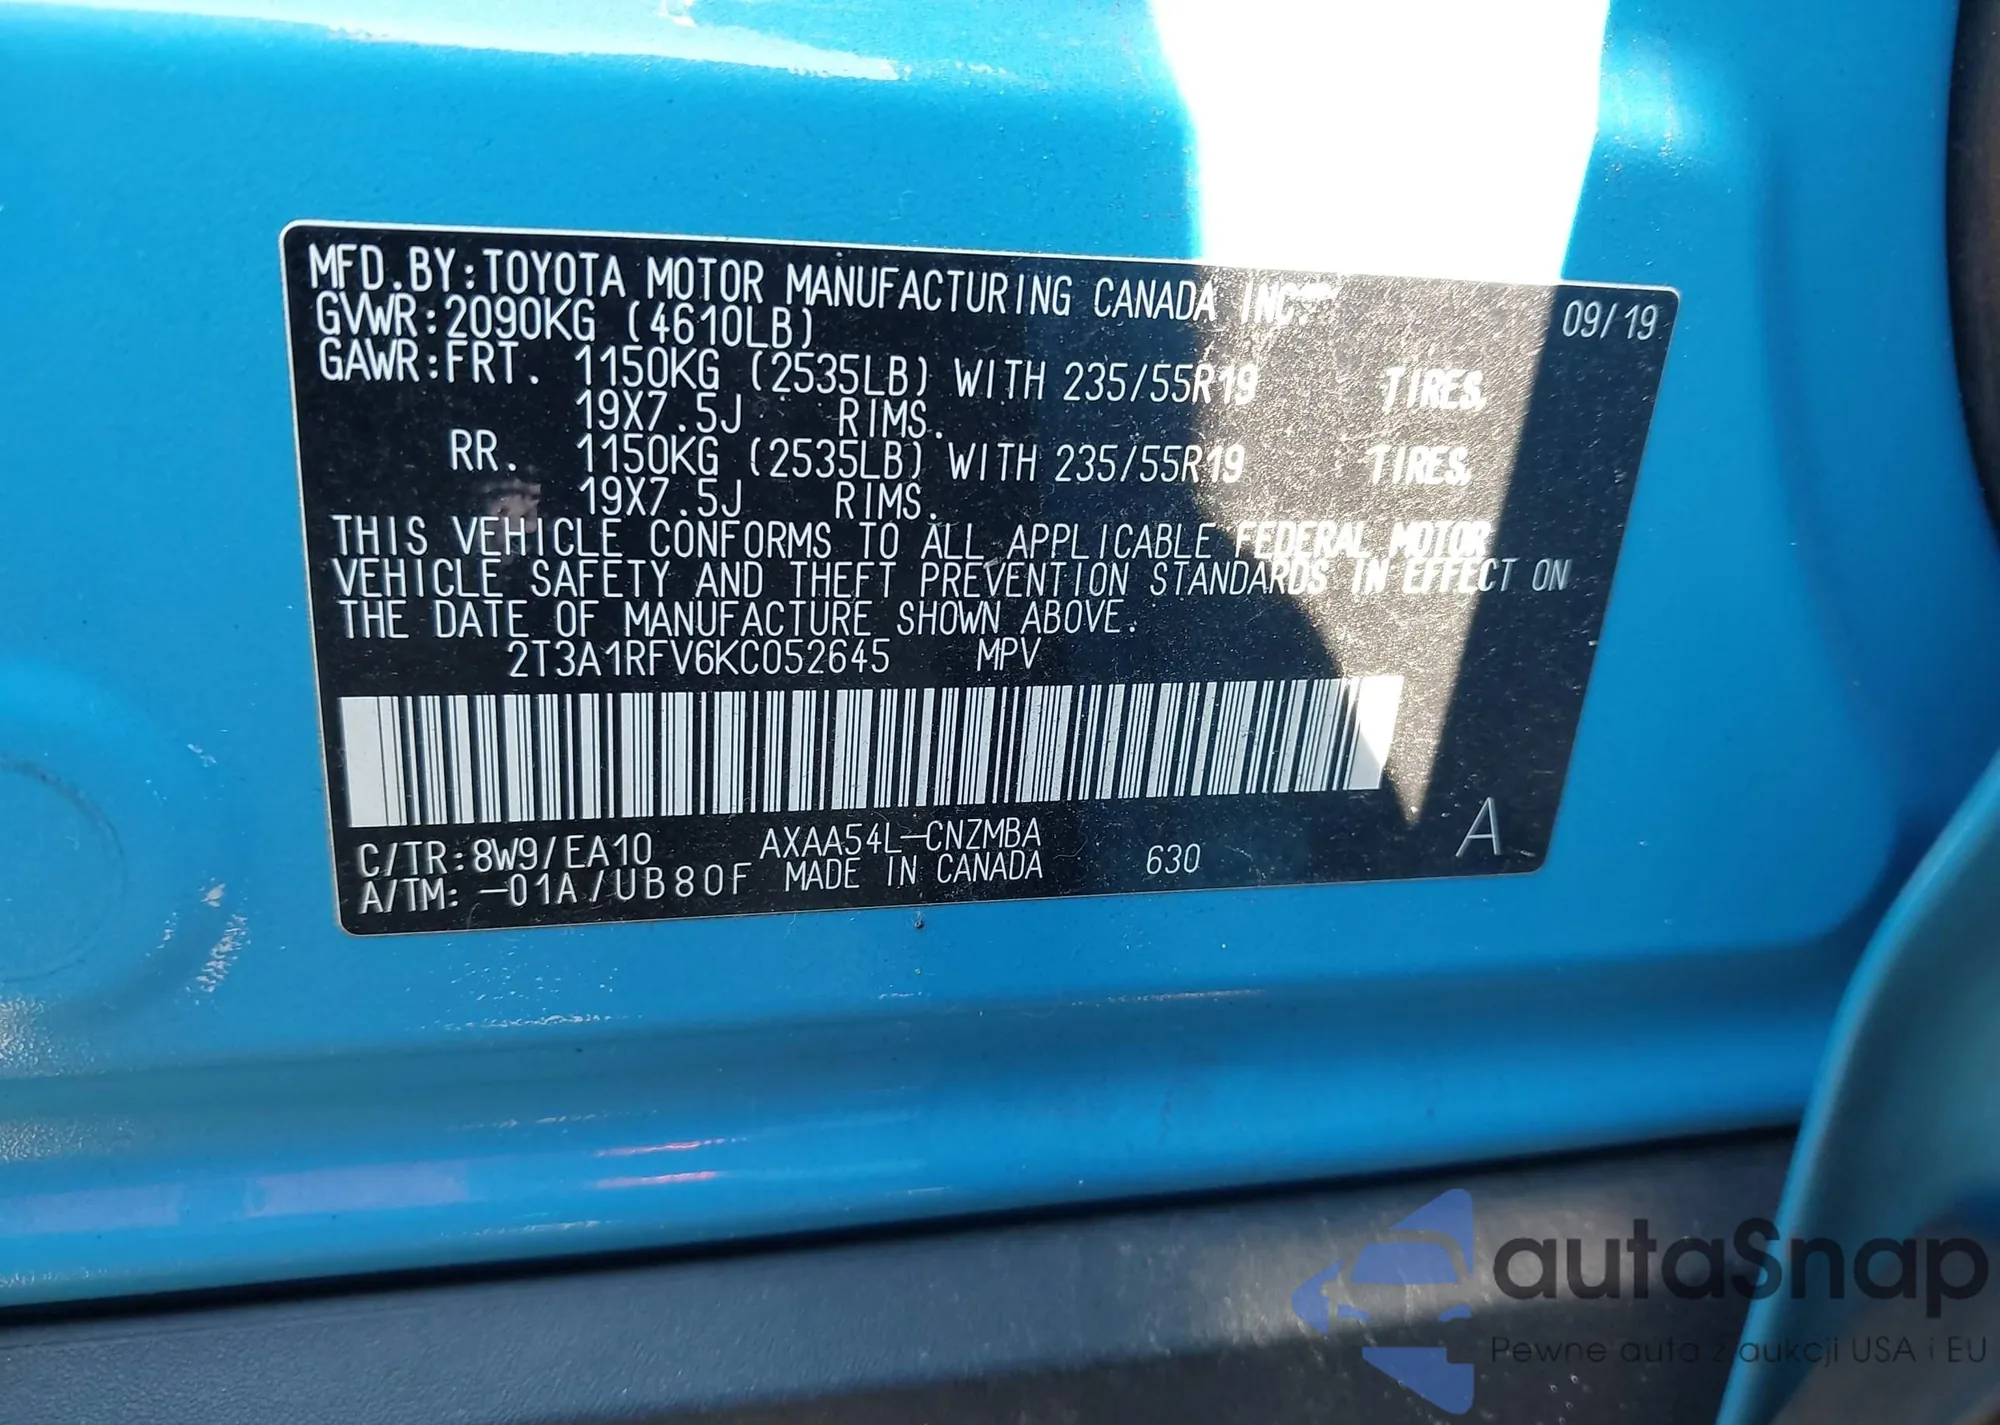 MFD.BY:TOYOTA MOTOR MANUFACTURING CANADA INC. 09/19
GVWR:2090KG (4610LB)
GAWR:FRT. 1150KG (2535LB) WITH 235/55R19 TIRES,
19X7.5J RIMS.
RR. 1150KG (2535LB) WITH 235/55R19 TIRES,
19X7.5J RIMS.
THIS VEHICLE CONFORMS TO ALL APPLICABLE FEDERAL MOTOR
VEHICLE SAFETY AND THEFT PREVENTION STANDARDS IN EFFECT ON
THE DATE OF MANUFACTURE SHOWN ABOVE.
2T3A1RFV6KC052645 MPV
C/TR:8W9/EA10 AXAA54L-CNZMBA
A/TM:-01A/UB80F MADE IN CANADA 630 A
autaSnap
Pewne auta z aukcji USA i EU